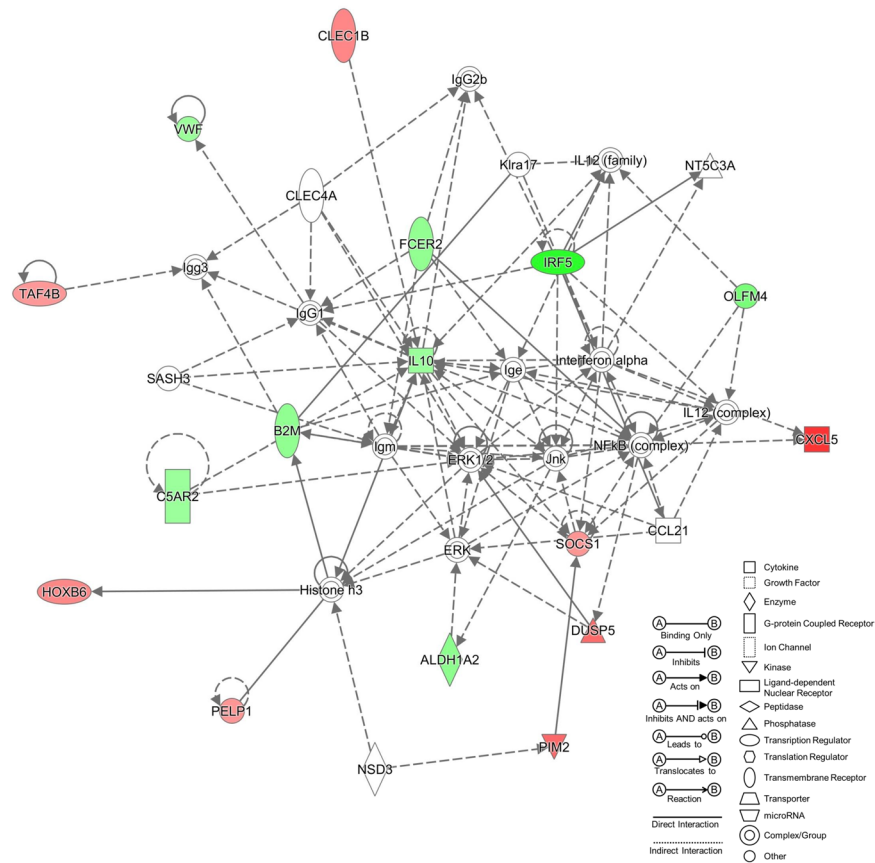 CLEC1B
IgG2b
VWF
Klra17
IL12 (family)
NT5C3A
CLEC4A
FCER2
Igg3
IRF5
TAF4B
OLFM4
IgG1
Interferon alpha
IL10
Ige
SASH3
IL12 (complex)
B2M
Igm
ERK1/2
Jnk
NFkB (complex)
CXCL5
C5AR2
CCL21
SOCS1
ERK
Histone h3
HOXB6
DUSP5
ALDH1A2
PELP1
PIM2
NSD3
A B
Binding Only
A B
Inhibits
A B
Acts on
A B
Inhibits AND acts on
A B
Leads to
A B
Translocates to
A B
Reaction
Direct Interaction
Indirect Interaction
Cytokine
Growth Factor
Enzyme
G-protein Coupled Receptor
Ion Channel
Kinase
Ligand-dependent
Nuclear Receptor
Peptidase
Phosphatase
Transription Regulator
Translation Regulator
Transmembrane Receptor
Transporter
microRNA
Complex/Group
Other